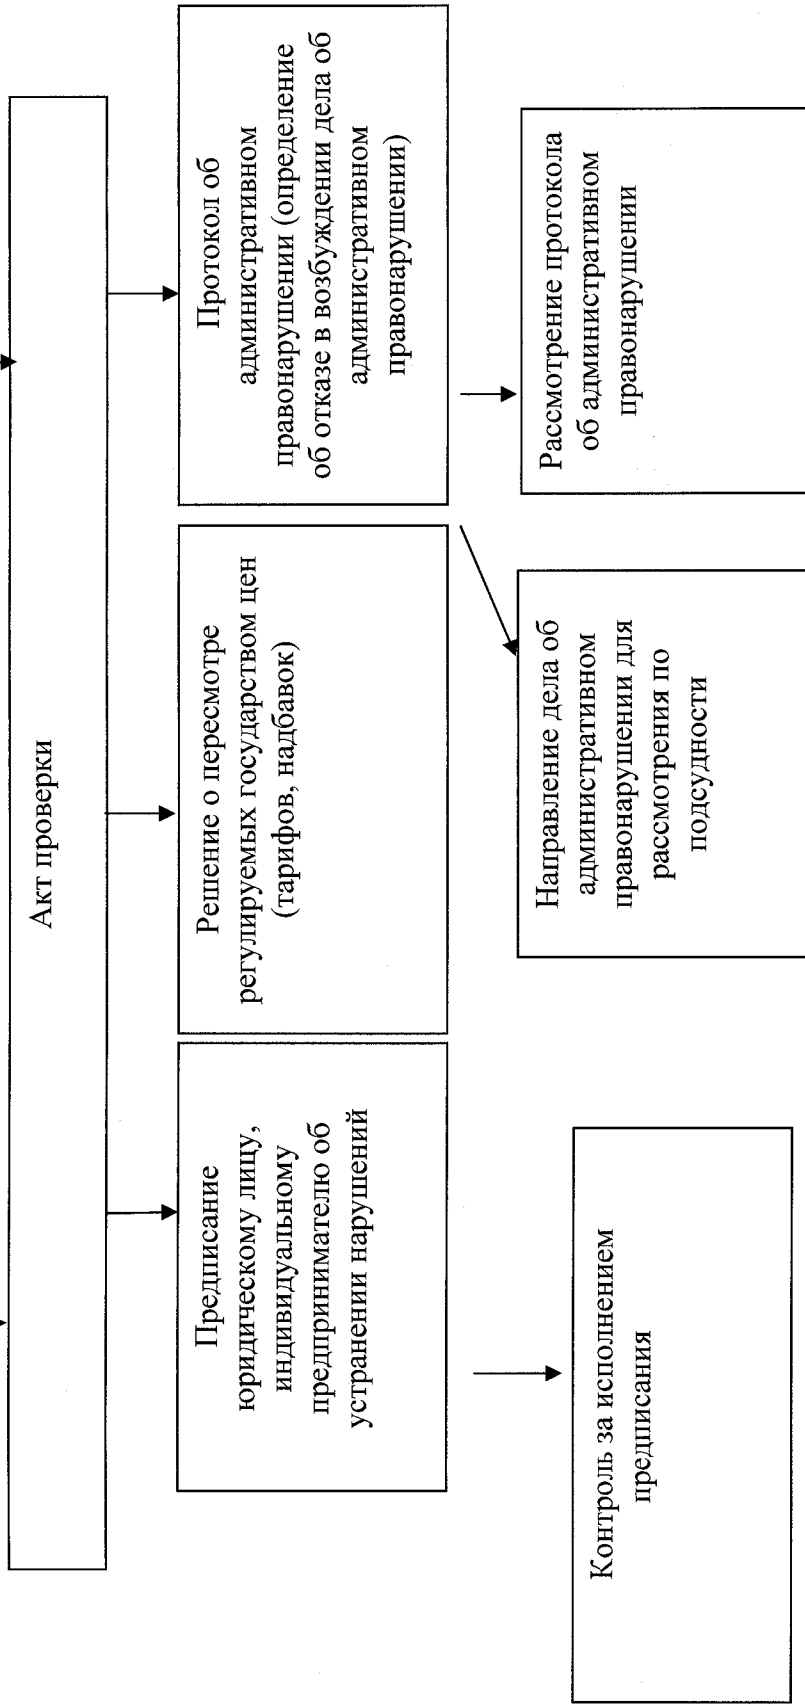 Акт проверки
Предписание
юридическому лицу,
индивидуальному
предпринимателю об
устранении нарушений
Решение о пересмотре
регулируемых государством цен
(тарифов, надбавок)
Протокол об
административном
правонарушении (определение
об отказе в возбуждении дела об
административном
правонарушении)
Контроль за исполнением
предписания
Направление дела об
административном
правонарушении для
рассмотрения по
подсудности
Рассмотрение протокола
об административном
правонарушении